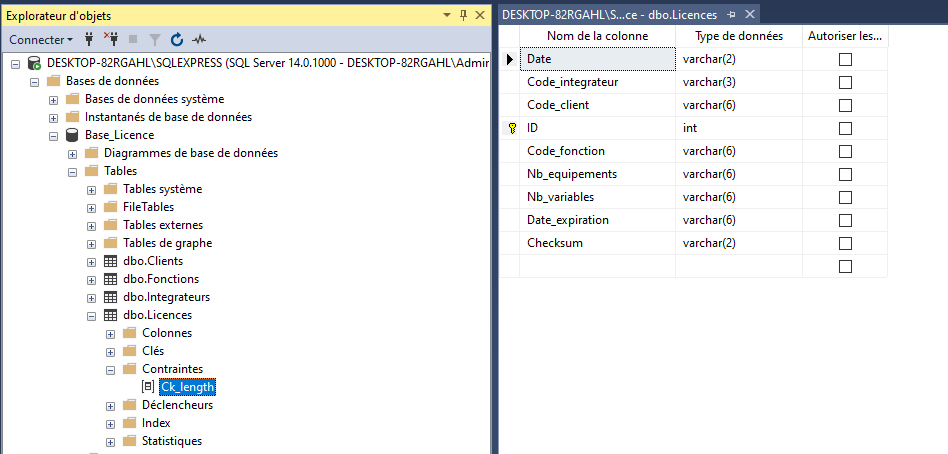 Explorateur d'objets
Connecter
DESKTOP-82RGAHL\SQLEXPRESS (SQL Server 14.0.1000 - DESKTOP-82RGAHL\Admir
Bases de données
Bases de données système
Instantanés de base de données
Base_Licence
Diagrammes de base de données
Tables
Tables système
FileTables
Tables externes
Tables de graphe
dbo.Clients
dbo.Fonctions
dbo.Integrateurs
dbo.Licences
Colonnes
Clés
Contraintes
Ck_length
Déclencheurs
Index
Statistiques
DESKTOP-82RGAHL\S...ce - dbo.Licences
Nom de la colonne Type de données Autoriser les...
Date varchar(2)
Code_integrateur varchar(3)
Code_client varchar(6)
ID int
Code_fonction varchar(6)
Nb_equipements varchar(6)
Nb_variables varchar(6)
Date_expiration varchar(6)
Checksum varchar(2)